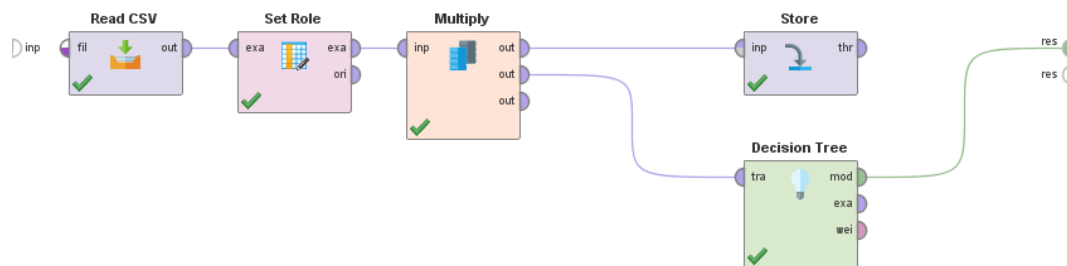 Read CSV
Set Role
Multiply
Store
inp
fil
out
exa
exa
inp
out
inp
thr
res
ori
out
res
out
Decision Tree
tra
mod
exa
wei